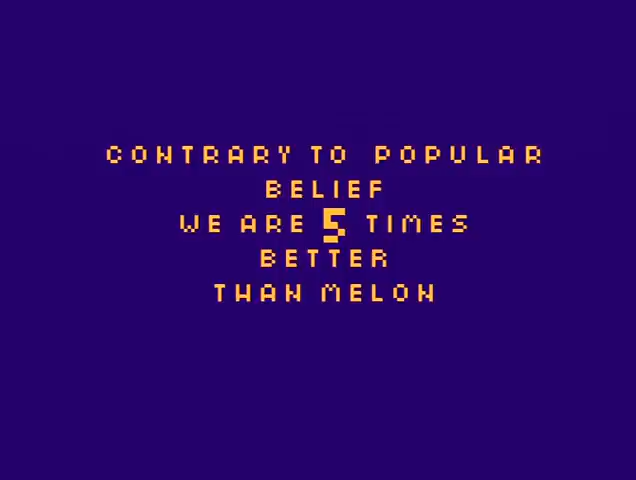 CONTRARY TO POPULAR
BELIEF
WE ARE 5 TIMES
BETTER
THAN MELON